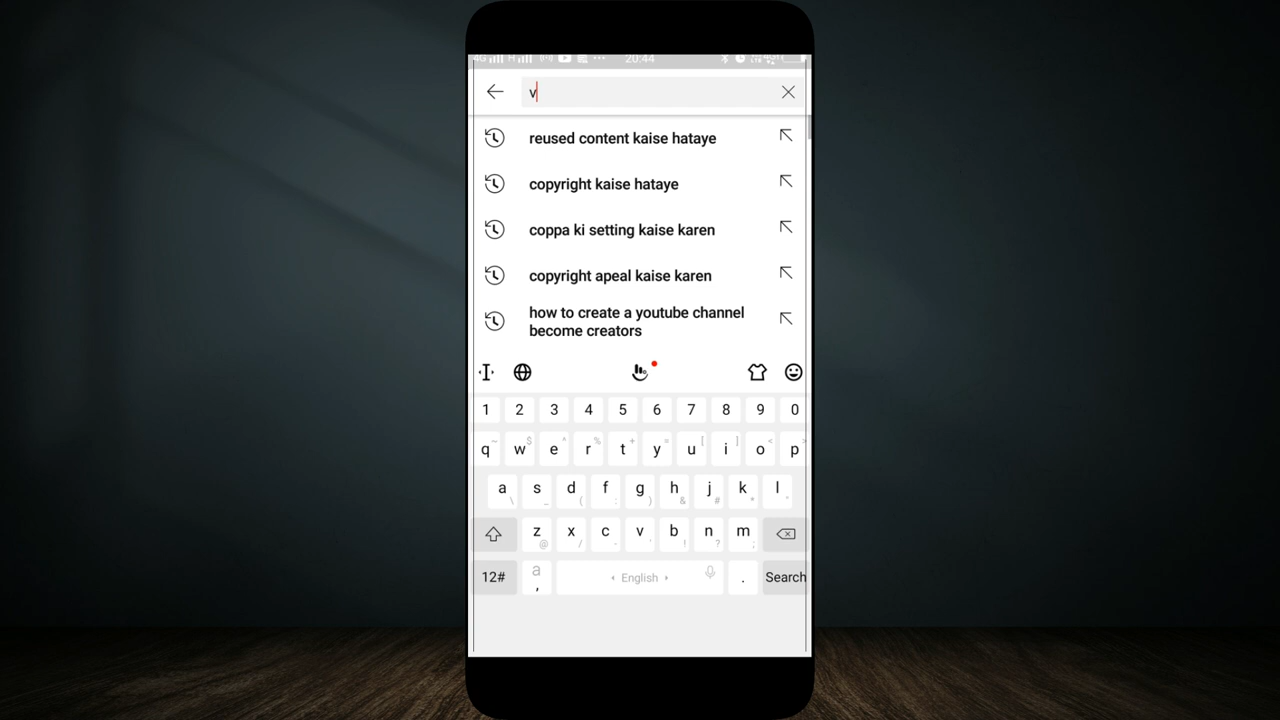 4G H 20:44
v
reused content kaise hataye
copyright kaise hataye
coppa ki setting kaise karen
copyright apeal kaise karen
how to create a youtube channel
become creators
1 2 3 4 5 6 7 8 9 0
q~ w$ e^ r% t+ y= u[ i] o< p>
a\ s_ d( f: g) h& j# k* l
z@ x/ c- v b! n? m;
12# a , English . Search